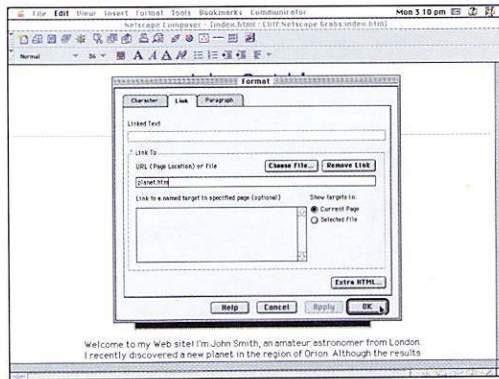 File Edit View Insert Format Tools Bookmarks Communicator Mon 3 10 pm
Netscape Composer - [index.html : Cliff:Netscape Grabs:index.html]
Normal 36 A A A
Format
Character Link Paragraph
Linked Text
Link To
URL (Page Location) or File Choose File... Remove Link
planet.htm
Link to a named target in specified page (optional) Show targets in:
Current Page
Selected File
Extra HTML...
Help Cancel Apply OK
Welcome to my Web site! I'm John Smith, an amateur astronomer from London.
I recently discovered a new planet in the region of Orion. Although the results